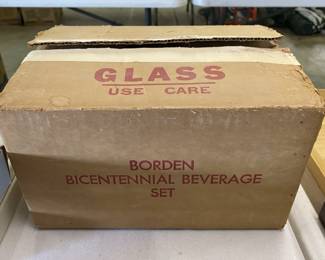 GLASS
USE CARE
BORDEN
BICENTENNIAL BEVERAGE
SET